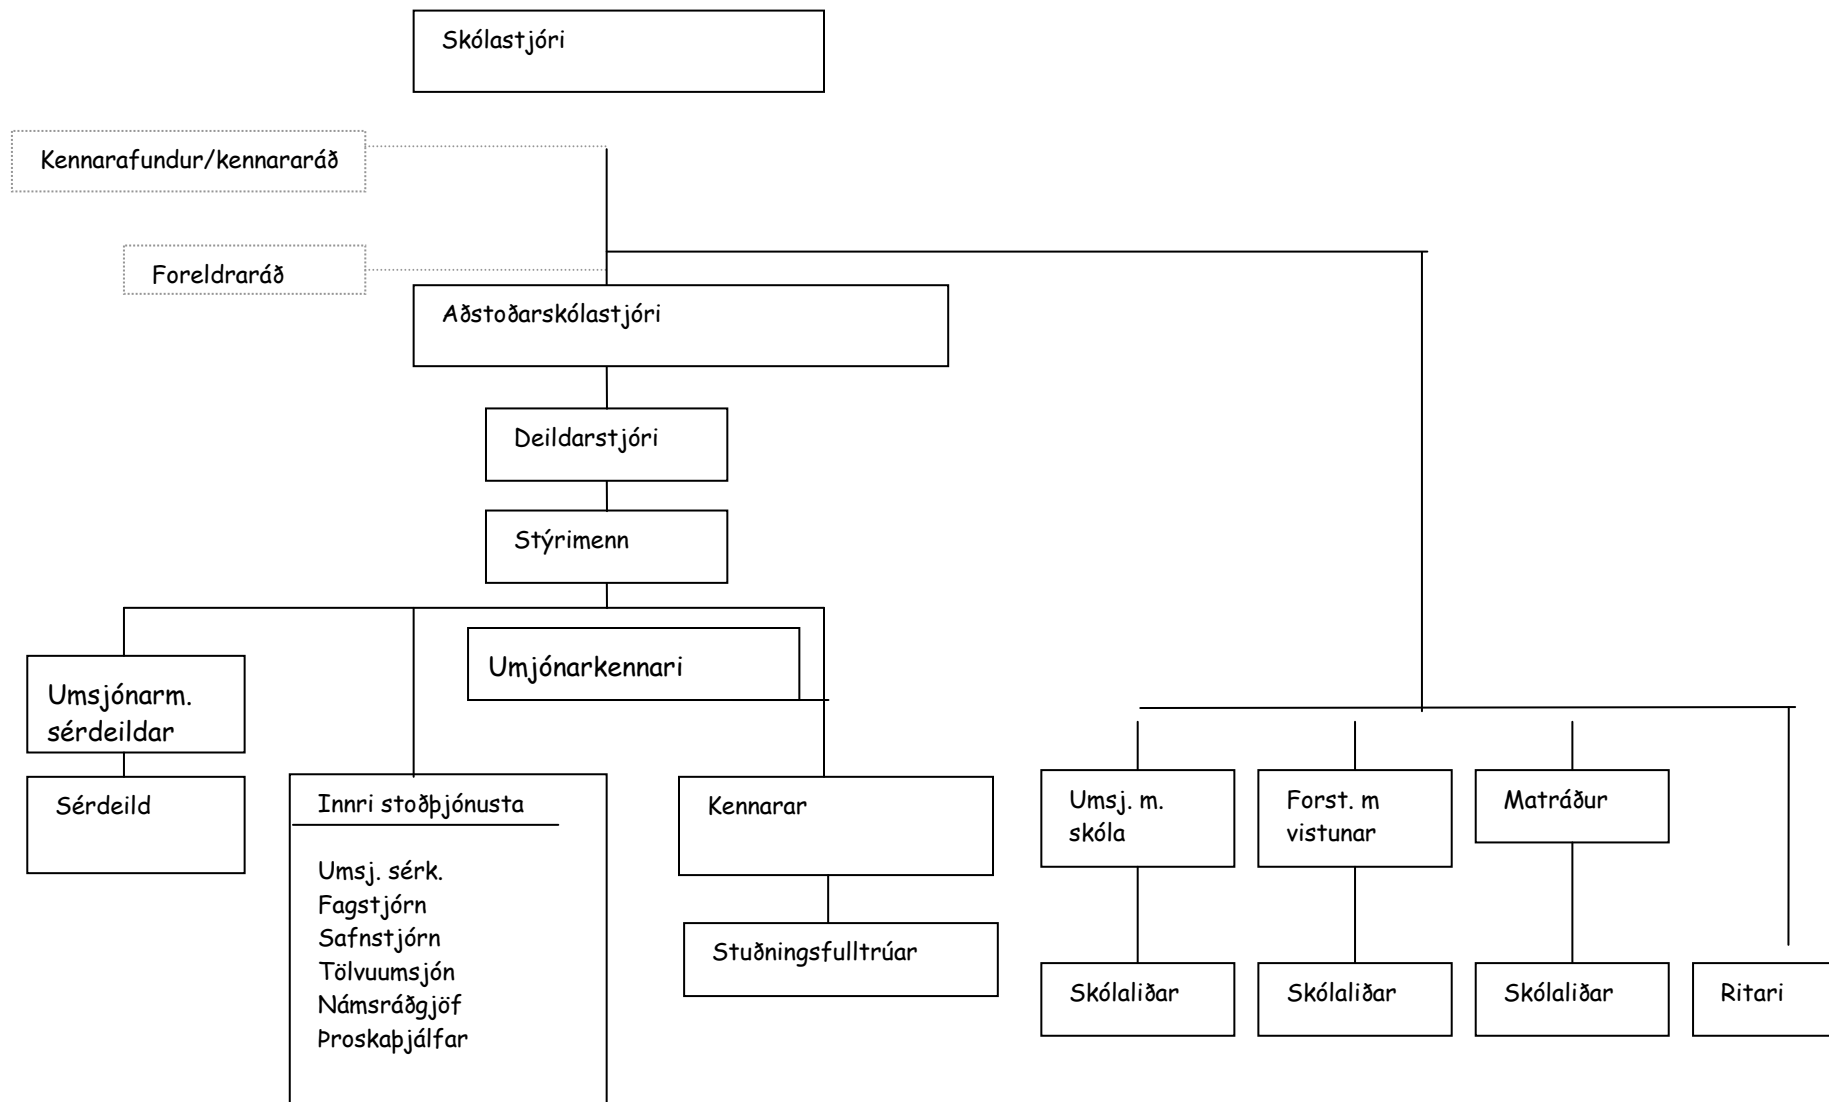 Skólastjóri
Kennarafundur/kennararáð
Foreldraráð
Aðstoðarskólastjóri
Deildarstjóri
Stýrimenn
Umjónarkennari
Umsjónarm.
sérdeildar
Sérdeild
Innri stoðþjónusta
Umsj. sérk.
Fagstjórn
Safnstjórn
Tölvuumsjón
Námsráðgjöf
Þroskaþjálfar
Kennarar
Stuðningsfulltrúar
Umsj. m.
skóla
Forst. m
vistunar
Matráður
Skólaliðar
Skólaliðar
Skólaliðar
Ritari